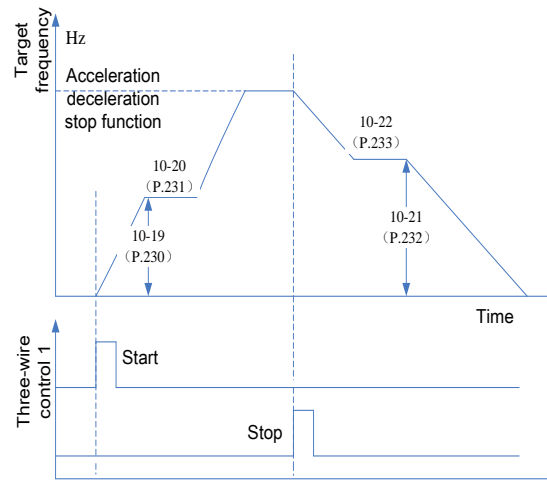 Target
frequency
Hz
Acceleration
deceleration
stop function
10-20
（P.231）
10-19
（P.230）
10-22
（P.233）
10-21
（P.232）
Time
Three-wire
control 1
Start
Stop